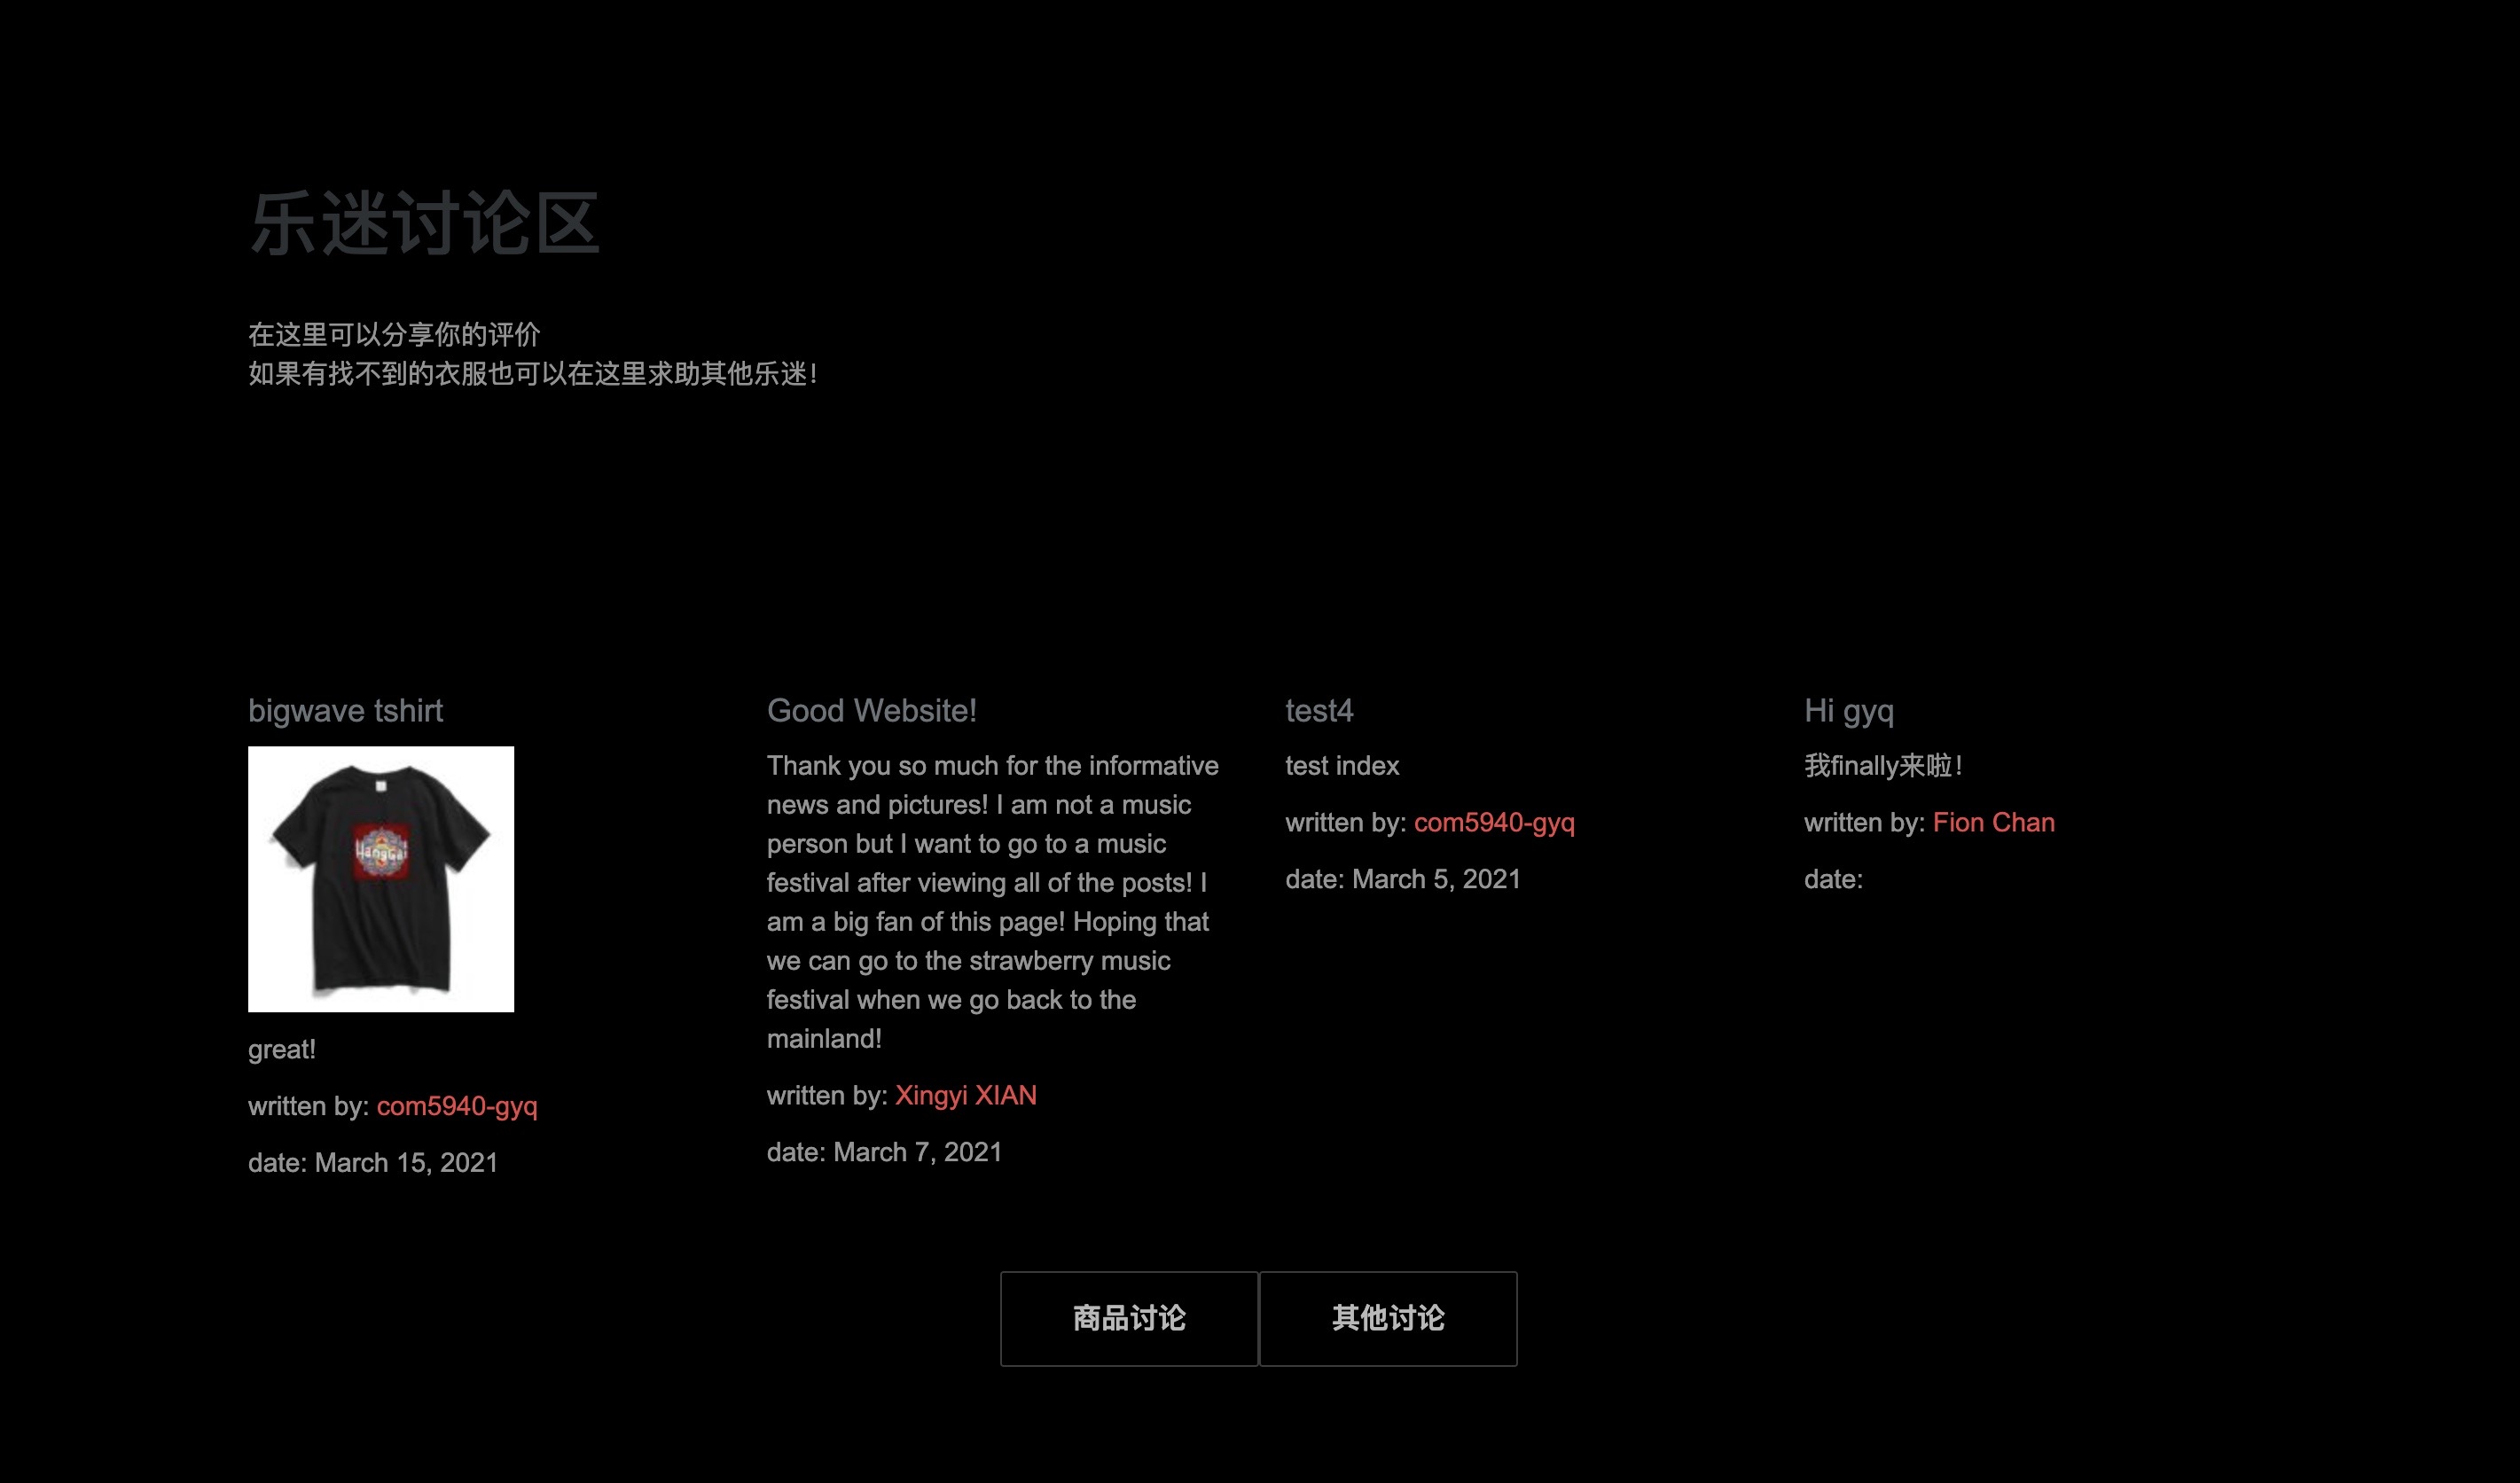 乐迷讨论区
在这里可以分享你的评价
如果有找不到的衣服也可以在这里求助其他乐迷！
bigwave tshirt
HangGai
great!
written by: com5940-gyq
date: March 15, 2021
Good Website!
Thank you so much for the informative
news and pictures! I am not a music
person but I want to go to a music
festival after viewing all of the posts! I
am a big fan of this page! Hoping that
we can go to the strawberry music
festival when we go back to the
mainland!
written by: Xingyi XIAN
date: March 7, 2021
test4
test index
written by: com5940-gyq
date: March 5, 2021
Hi gyq
我finally来啦！
written by: Fion Chan
date:
商品讨论
其他讨论